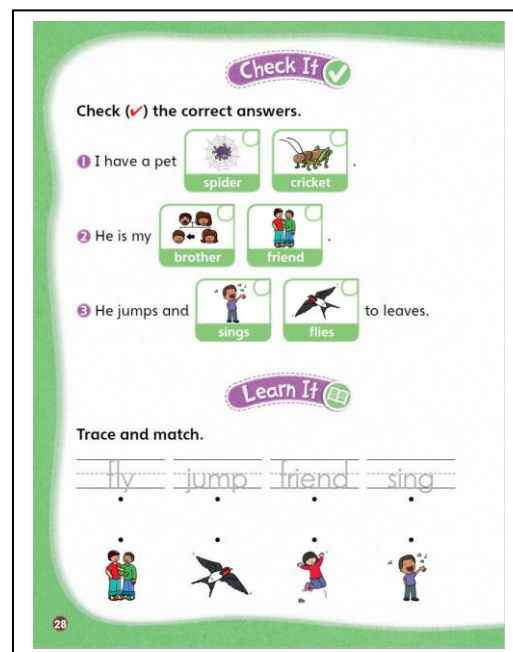 Check It
Check (✔) the correct answers.
1 I have a pet spider cricket .
2 He is my brother friend .
3 He jumps and sings flies to leaves.
Learn It
Trace and match.
fly jump friend sing
28